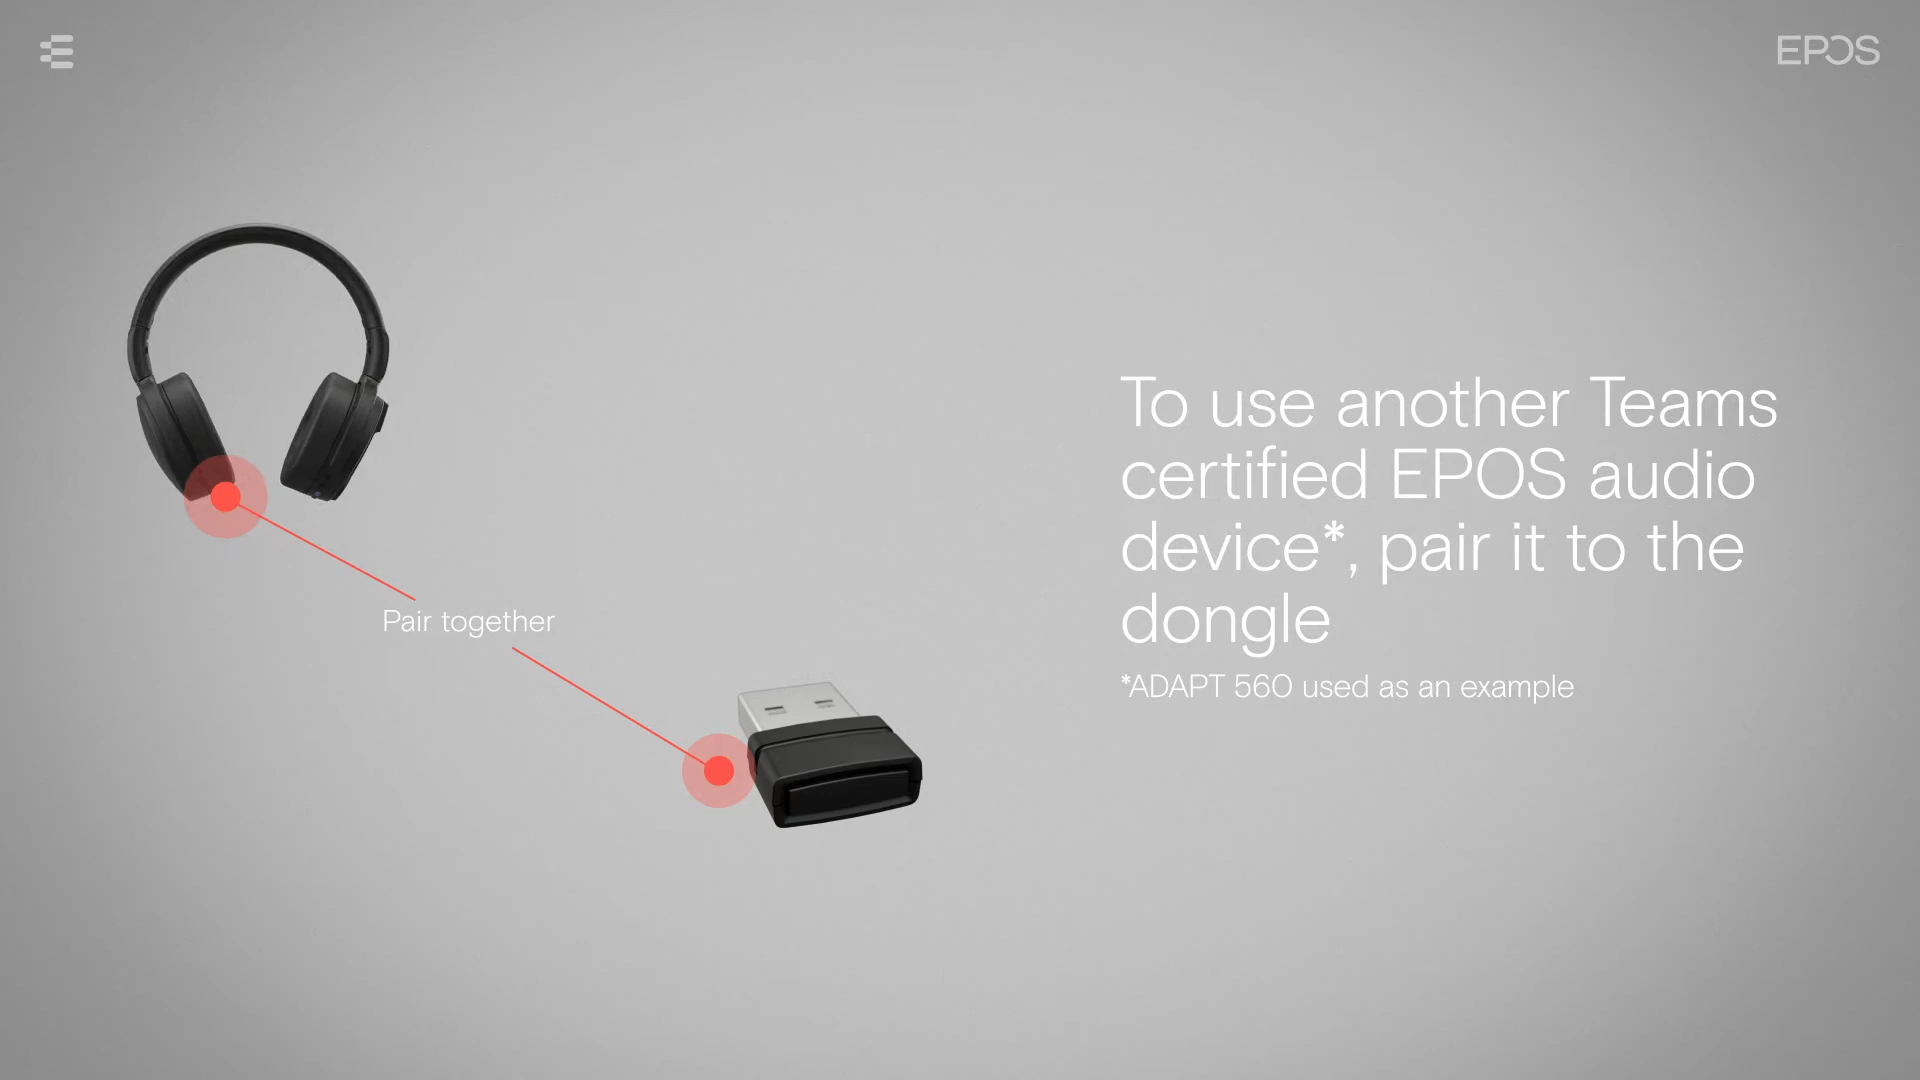 EPOS
To use another Teams
certified EPOS audio
device*, pair it to the
dongle
*ADAPT 560 used as an example
Pair together